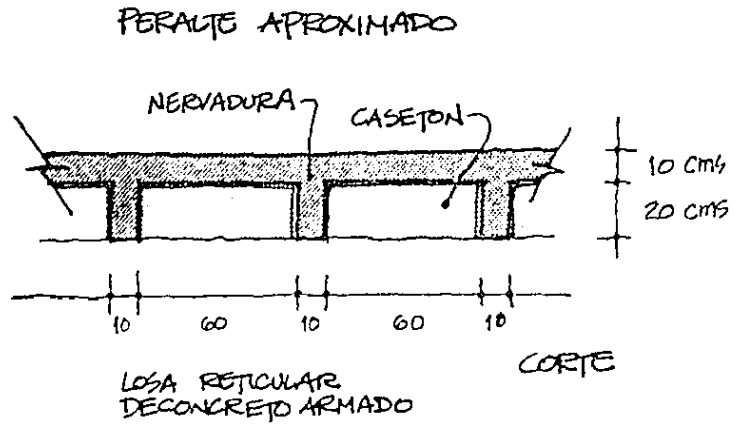 PERALTE APROXIMADO
NERVADURA
CASETON
10 cms
20 cms
10 60 10 60 10
CORTE
LOSA RETICULAR
DECONCRETO ARMADO